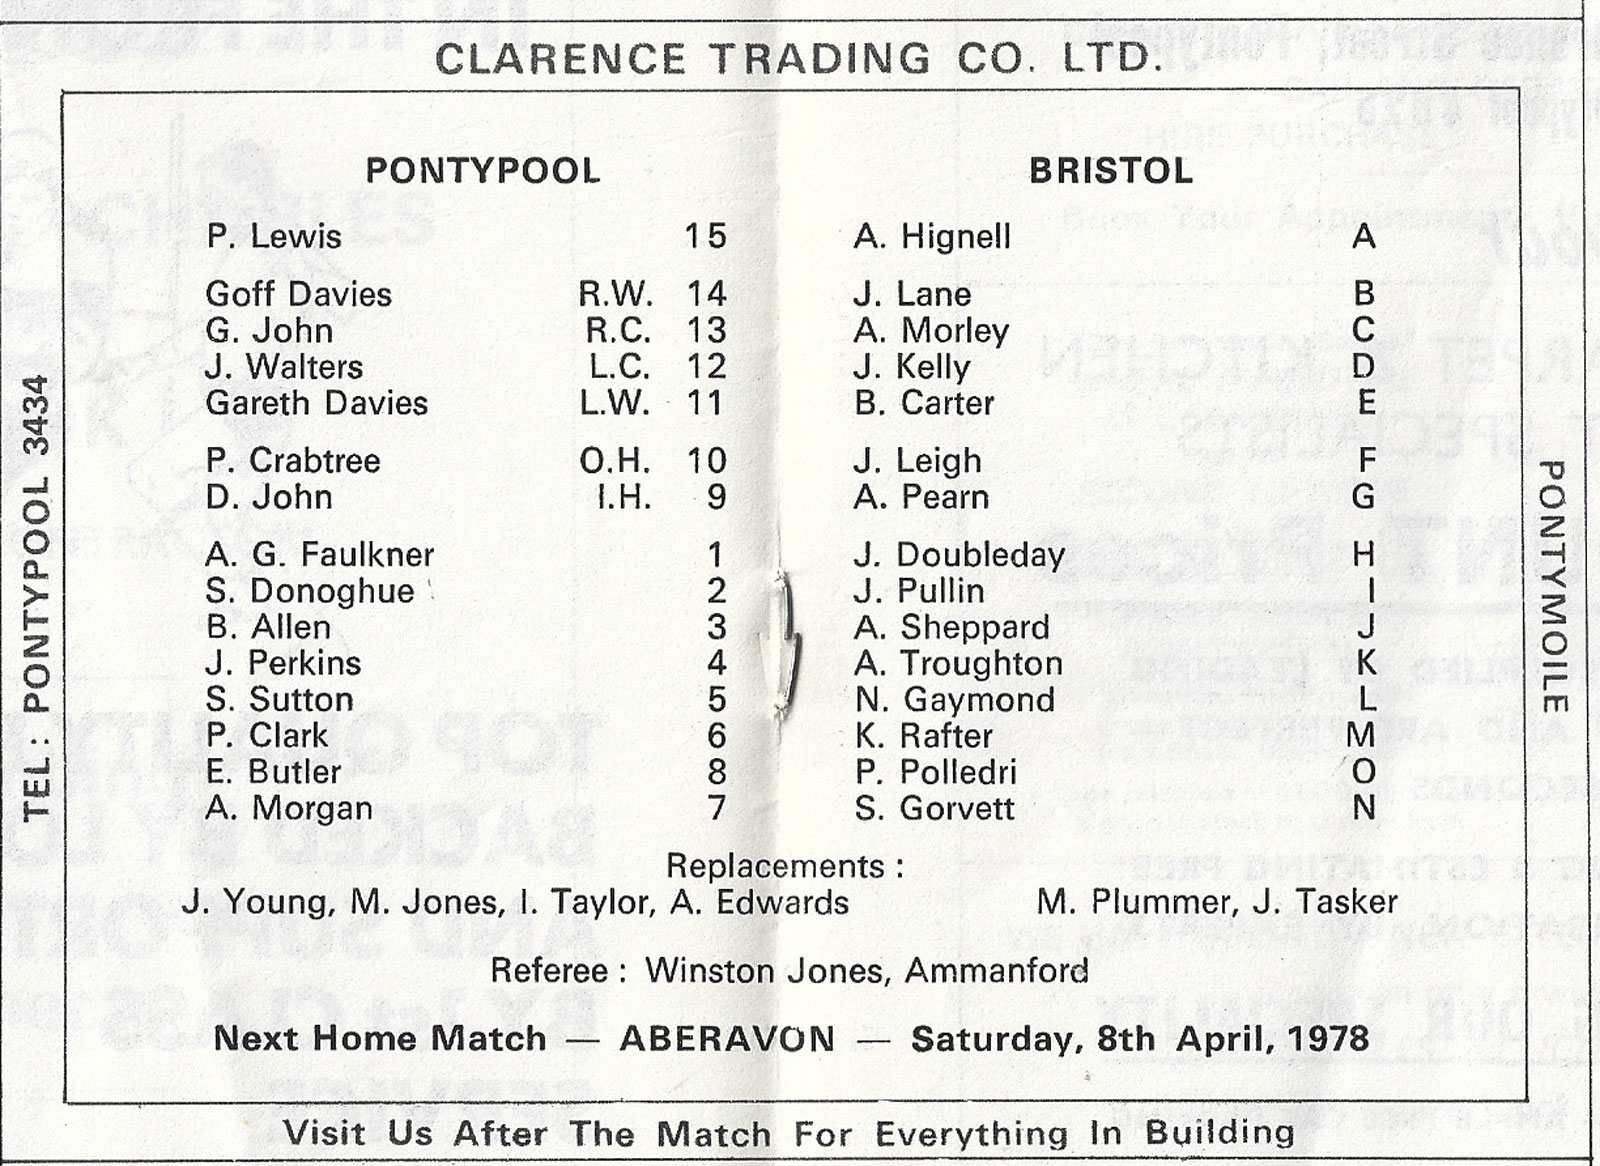 CLARENCE TRADING CO. LTD.
TEL: PONTYPOOL 3434
PONTYPOOL BRISTOL
P. Lewis 15 A. Hignell A
Goff Davies R.W. 14 J. Lane B
G. John R.C. 13 A. Morley C
J. Walters L.C. 12 J. Kelly D
Gareth Davies L.W. 11 B. Carter E
P. Crabtree O.H. 10 J. Leigh F
D. John I.H. 9 A. Pearn G
A. G. Faulkner 1 J. Doubleday H
S. Donoghue 2 J. Pullin I
B. Allen 3 A. Sheppard J
J. Perkins 4 A. Troughton K
S. Sutton 5 N. Gaymond L
P. Clark 6 K. Rafter M
E. Butler 8 P. Polledri O
A. Morgan 7 S. Gorvett N
Replacements :
J. Young, M. Jones, I. Taylor, A. Edwards M. Plummer, J. Tasker
Referee : Winston Jones, Ammanford
Next Home Match — ABERAVON — Saturday, 8th April, 1978
PONTYMOILE
Visit Us After The Match For Everything In Building